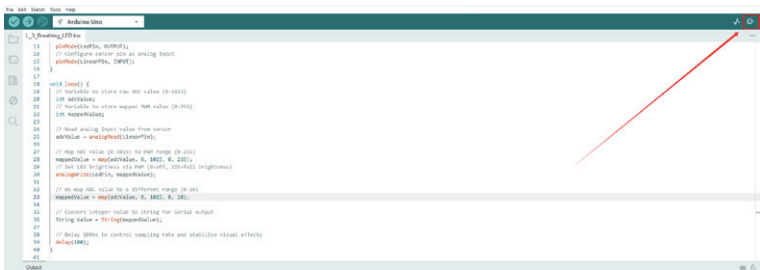 File Edit Sketch Tools Help
Arduino Uno
1_3_Breathing_LED.ino
13 pinMode(LedPin, OUTPUT);
14 // Configure sensor pin as analog input
15 pinMode(LinearPin, INPUT);
16 }
17
18 void loop() {
19 // Variable to store raw ADC value (0-1023)
20 int adcValue;
21 // Variable to store mapped PWM value (0-255)
22 int mappedValue;
23
24 // Read analog input value from sensor
25 adcValue = analogRead(LinearPin);
26
27 // Map ADC value (0-1023) to PWM range (0-255)
28 mappedValue = map(adcValue, 0, 1023, 0, 255);
29 // Set LED brightness via PWM (0=off, 255=full brightness)
30 analogWrite(LedPin, mappedValue);
31
32 // Re-map ADC value to a different range (0-10)
33 mappedValue = map(adcValue, 0, 1023, 0, 10);
34
35 // Convert integer value to String for serial output
36 String Value = String(mappedValue);
37
38 // Delay 100ms to control sampling rate and stabilize visual effects
39 delay(100);
40 }
41
Output